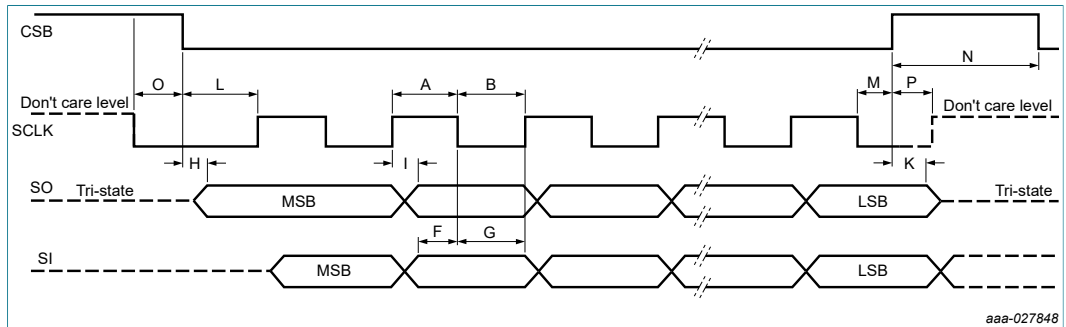 CSB
N
O L A B M P
Don't care level Don't care level
SCLK
H I K
SO Tri-state MSB LSB Tri-state
F G
SI MSB LSB
aaa-027848